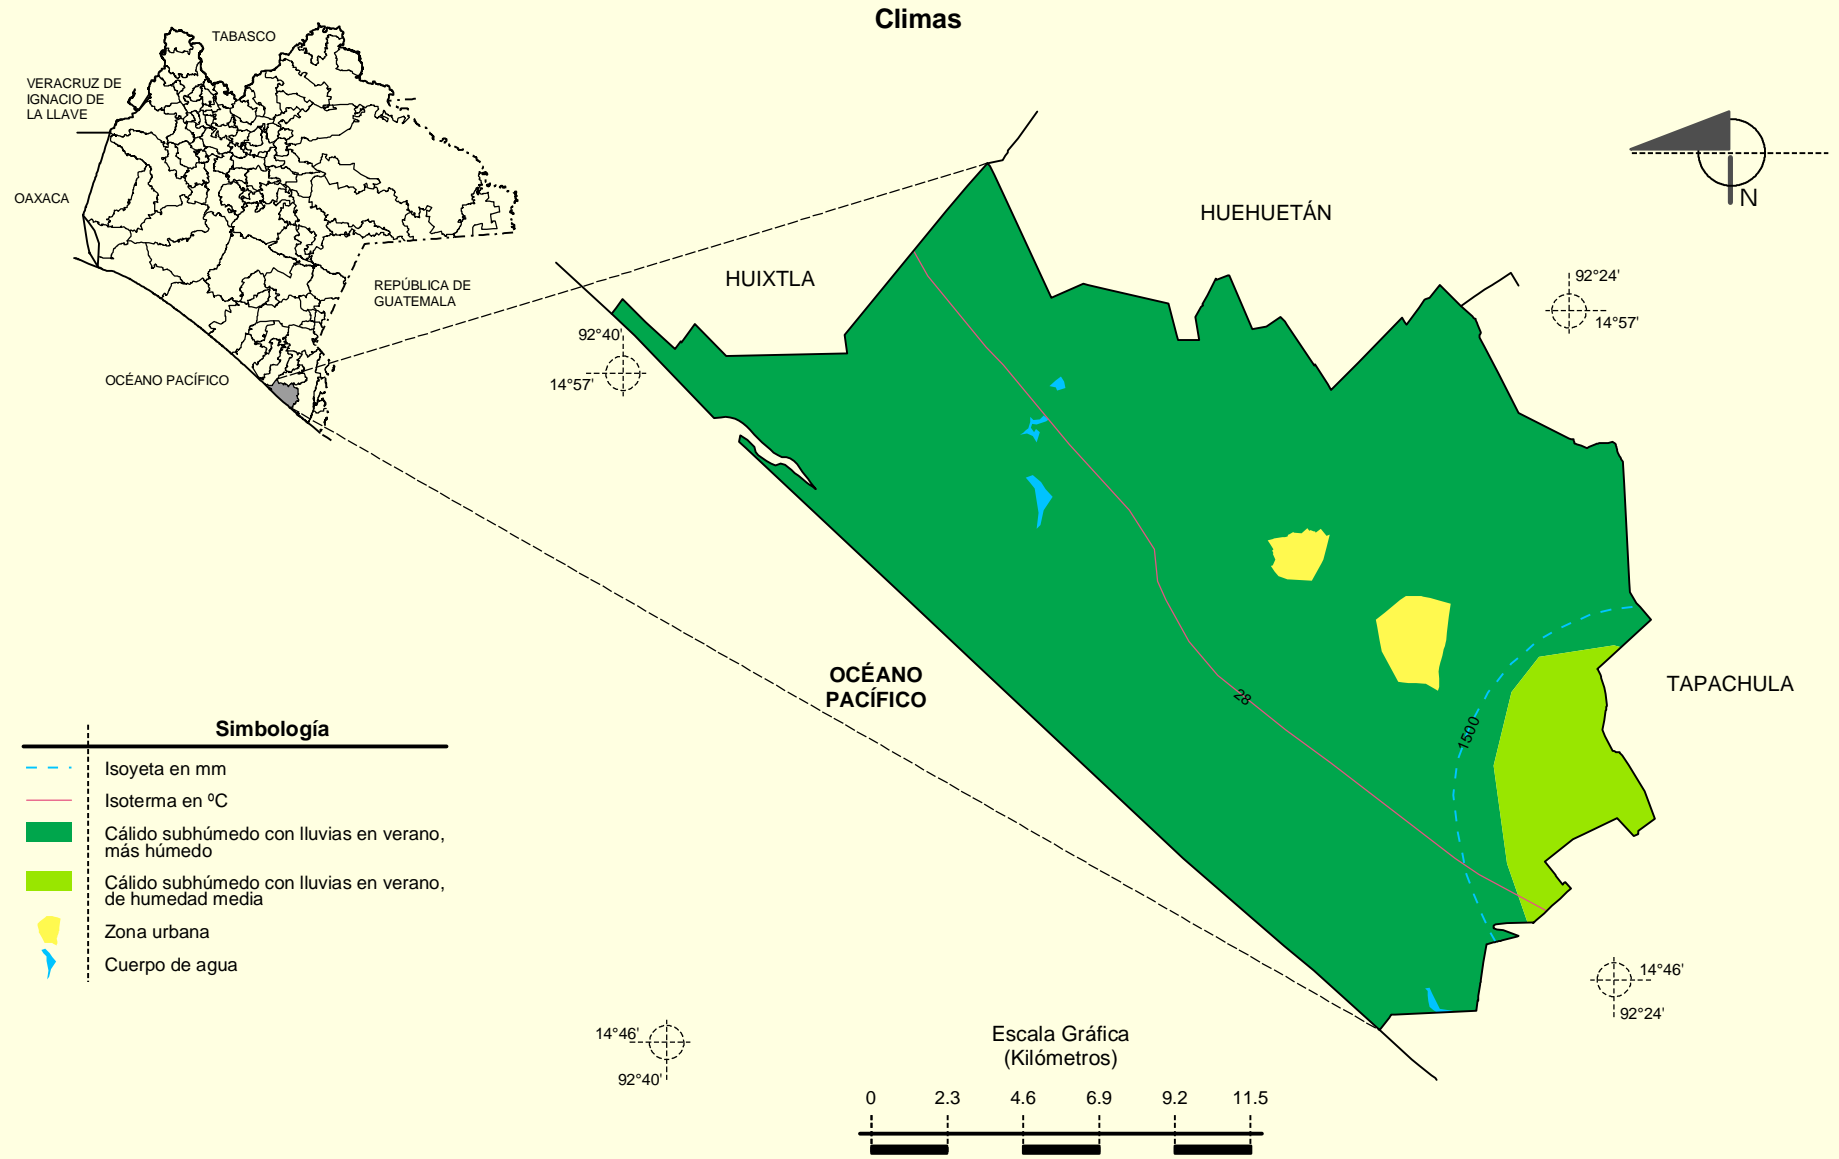 Climas
TABASCO
VERACRUZ DE
IGNACIO DE
LA LLAVE
OAXACA
REPÚBLICA DE
GUATEMALA
OCÉANO PACÍFICO
HUIXTLA
HUEHUETÁN
N
92°24'
14°57'
92°40'
14°57'
TAPACHULA
OCÉANO
PACÍFICO
28
1500
14°46'
92°24'
14°46'
92°40'
Simbología
Isoyeta en mm
Isoterma en ºC
Cálido subhúmedo con lluvias en verano,
más húmedo
Cálido subhúmedo con lluvias en verano,
de humedad media
Zona urbana
Cuerpo de agua
Escala Gráfica
(Kilómetros)
0 2.3 4.6 6.9 9.2 11.5